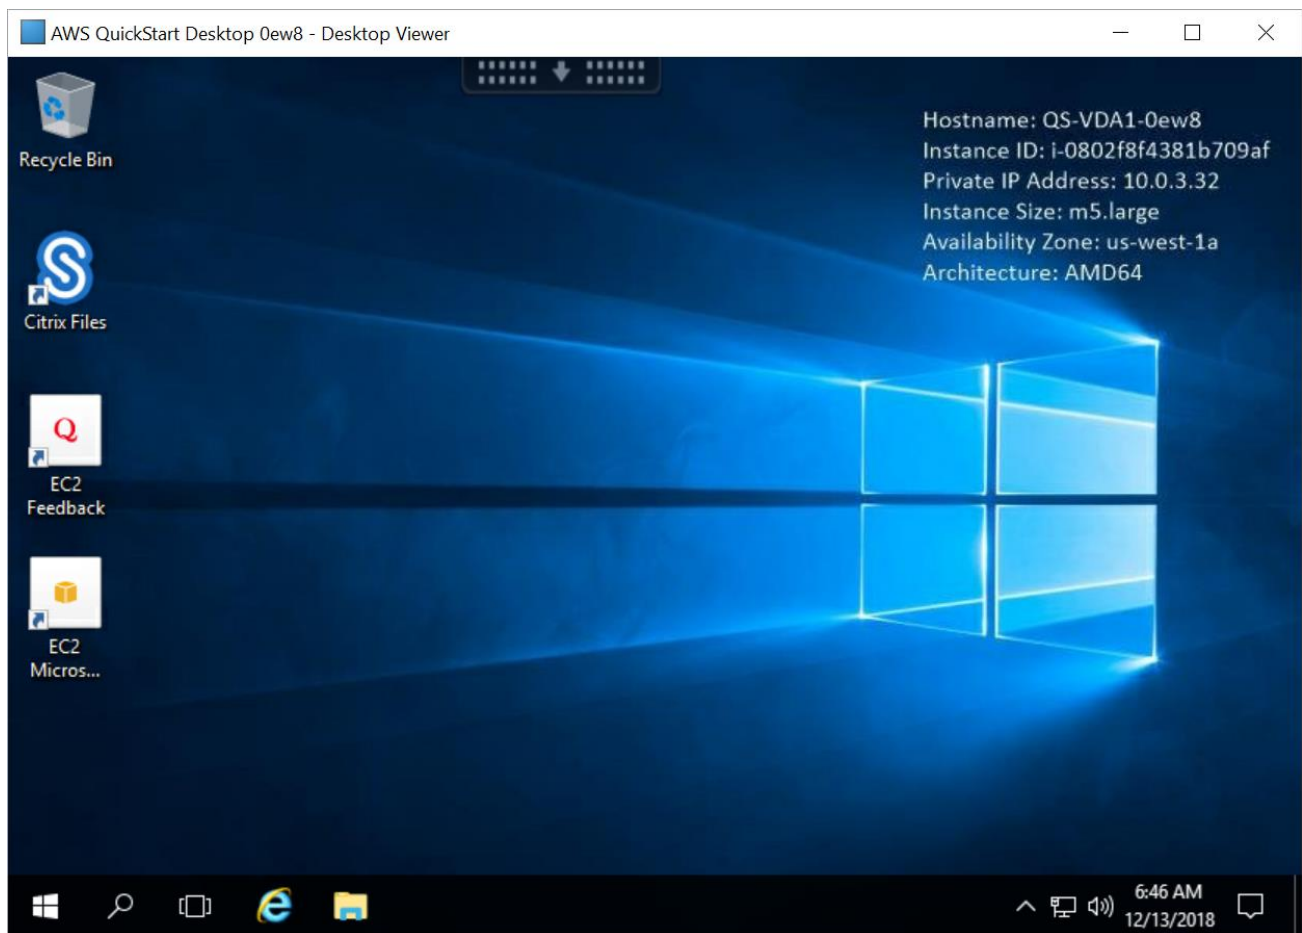 AWS QuickStart Desktop 0ew8 - Desktop Viewer
Recycle Bin
Citrix Files
Q
EC2
Feedback
EC2
Micros...
Hostname: QS-VDA1-0ew8
Instance ID: i-0802f8f4381b709af
Private IP Address: 10.0.3.32
Instance Size: m5.large
Availability Zone: us-west-1a
Architecture: AMD64
6:46 AM
12/13/2018